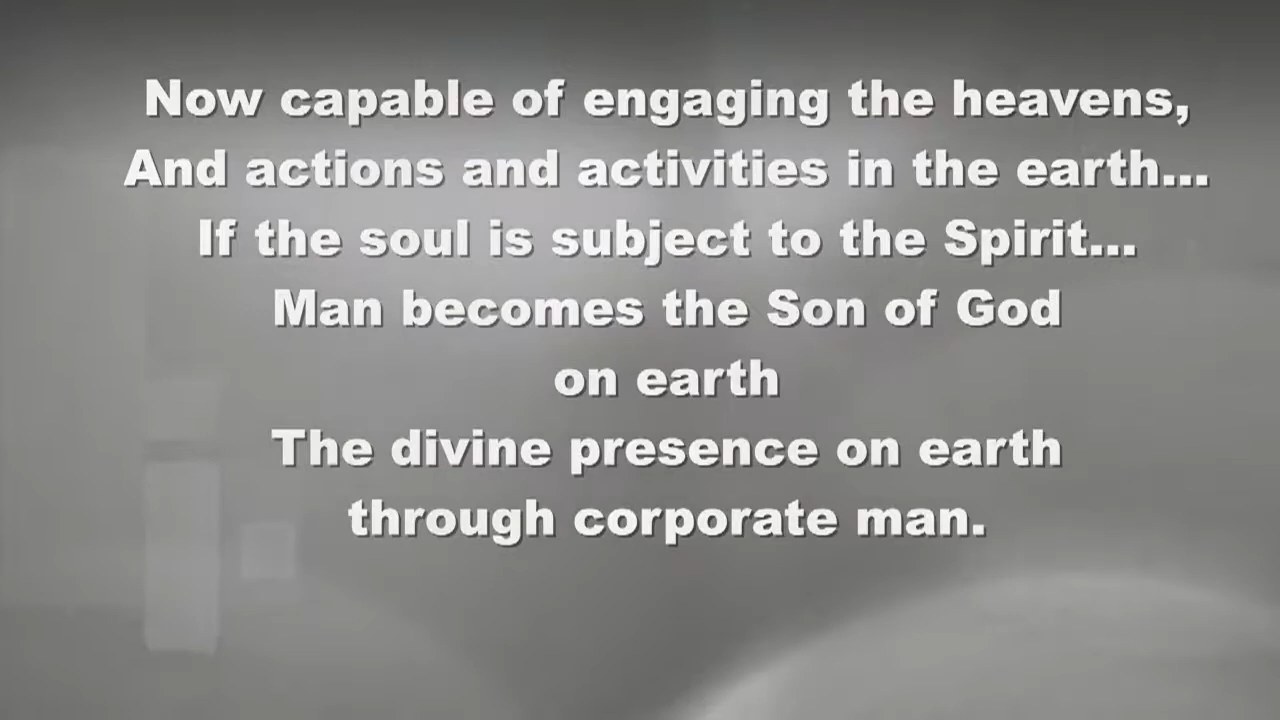 Now capable of engaging the heavens,
And actions and activities in the earth...
If the soul is subject to the Spirit...
Man becomes the Son of God
on earth
The divine presence on earth
through corporate man.